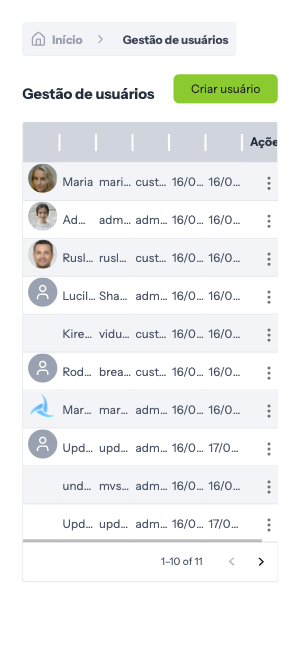 Início > Gestão de usuários
Gestão de usuários
Criar usuário
Açõe
Maria mari... cust... 16/0... 16/0...
Ad... adm... adm... 16/0... 16/0...
Rusl... rusl... cust... 16/0... 16/0...
Lucil... Sha... adm... 16/0... 16/0...
Kire... vidu... cust... 16/0... 16/0...
Rod... brea... cust... 16/0... 16/0...
Mar... mar... adm... 16/0... 16/0...
Upd... upd... adm... 16/0... 17/0...
und... mvs... adm... 16/0... 16/0...
Upd... upd... adm... 16/0... 17/0...
1–10 of 11